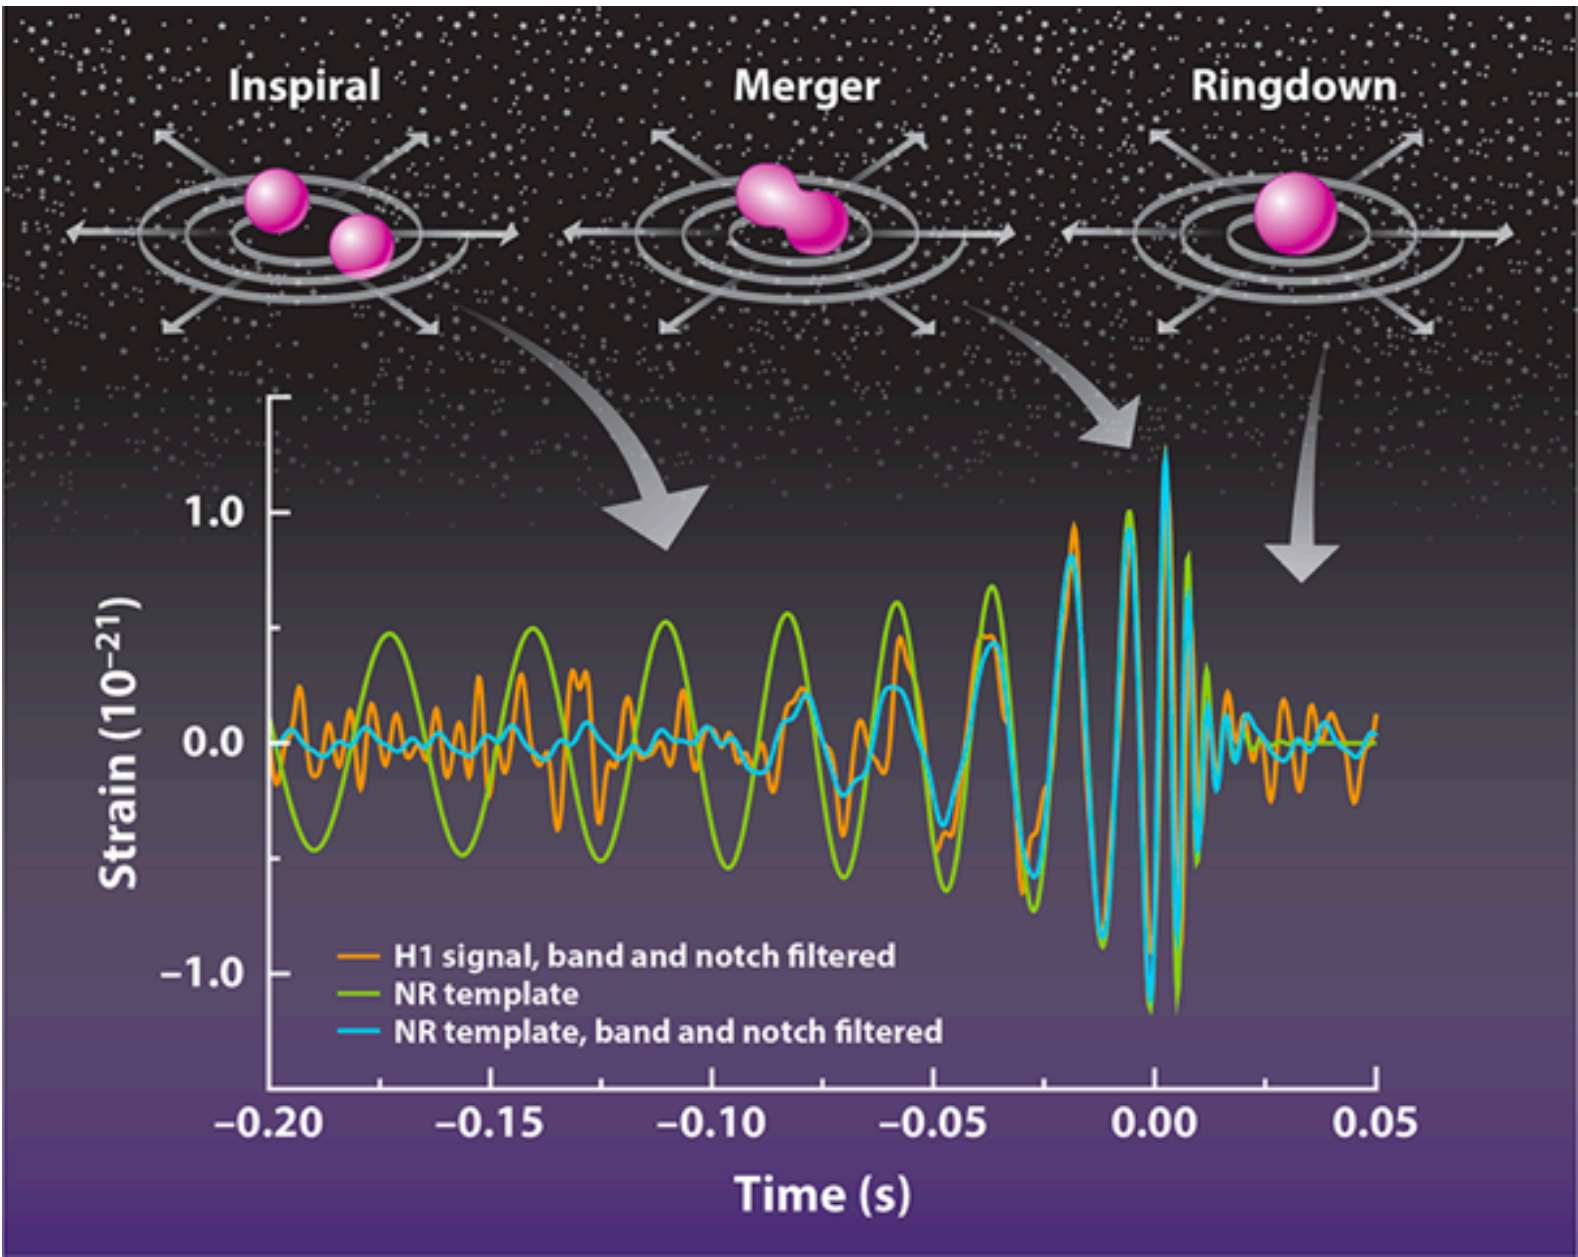 Inspiral
Merger
Ringdown
Strain (10⁻²¹)
1.0
0.0
–1.0
H1 signal, band and notch filtered
NR template
NR template, band and notch filtered
–0.20
–0.15
–0.10
–0.05
0.00
0.05
Time (s)